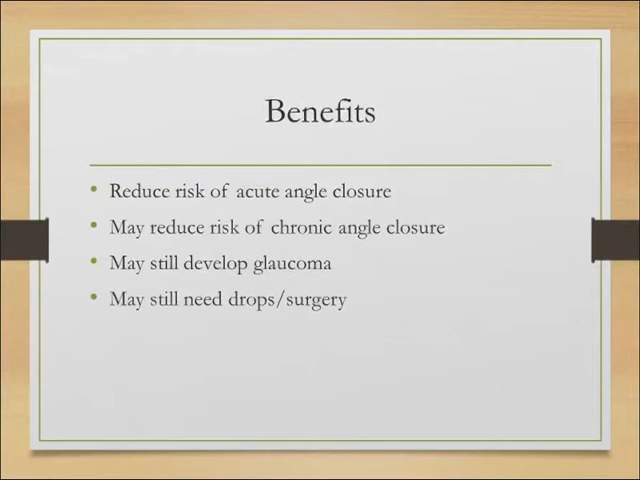 Benefits
• Reduce risk of acute angle closure
• May reduce risk of chronic angle closure
• May still develop glaucoma
• May still need drops/surgery